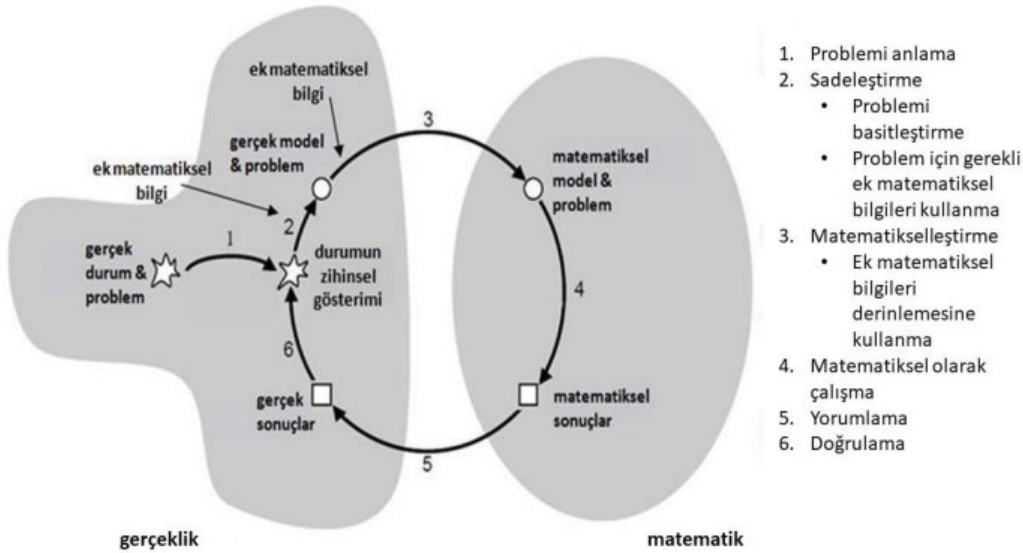 ek matematiksel
bilgi
gerçek model
& problem
ek matematiksel
bilgi
3
matematiksel
model &
problem
2
1
gerçek
durum &
problem
durumun
zihinsel
gösterimi
4
6
gerçek
sonuçlar
matematiksel
sonuçlar
5
gerçeklik
matematik
1. Problemi anlama
2. Sadeleştirme
• Problemi
basitleştirme
• Problem için gerekli
ek matematiksel
bilgileri kullanma
3. Matematikselleştirme
• Ek matematiksel
bilgileri
derinlemesine
kullanma
4. Matematiksel olarak
çalışma
5. Yorumlama
6. Doğrulama